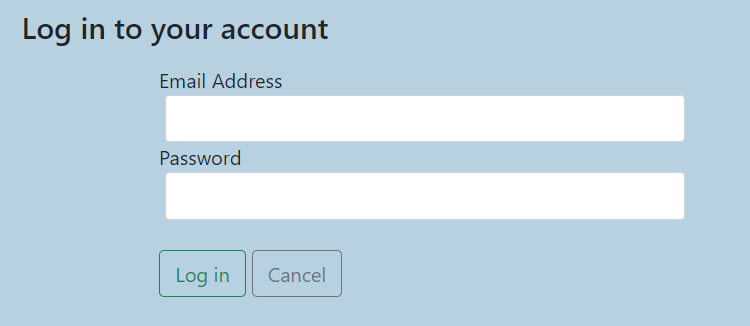 Log in to your account
Email Address
Password
Log in Cancel